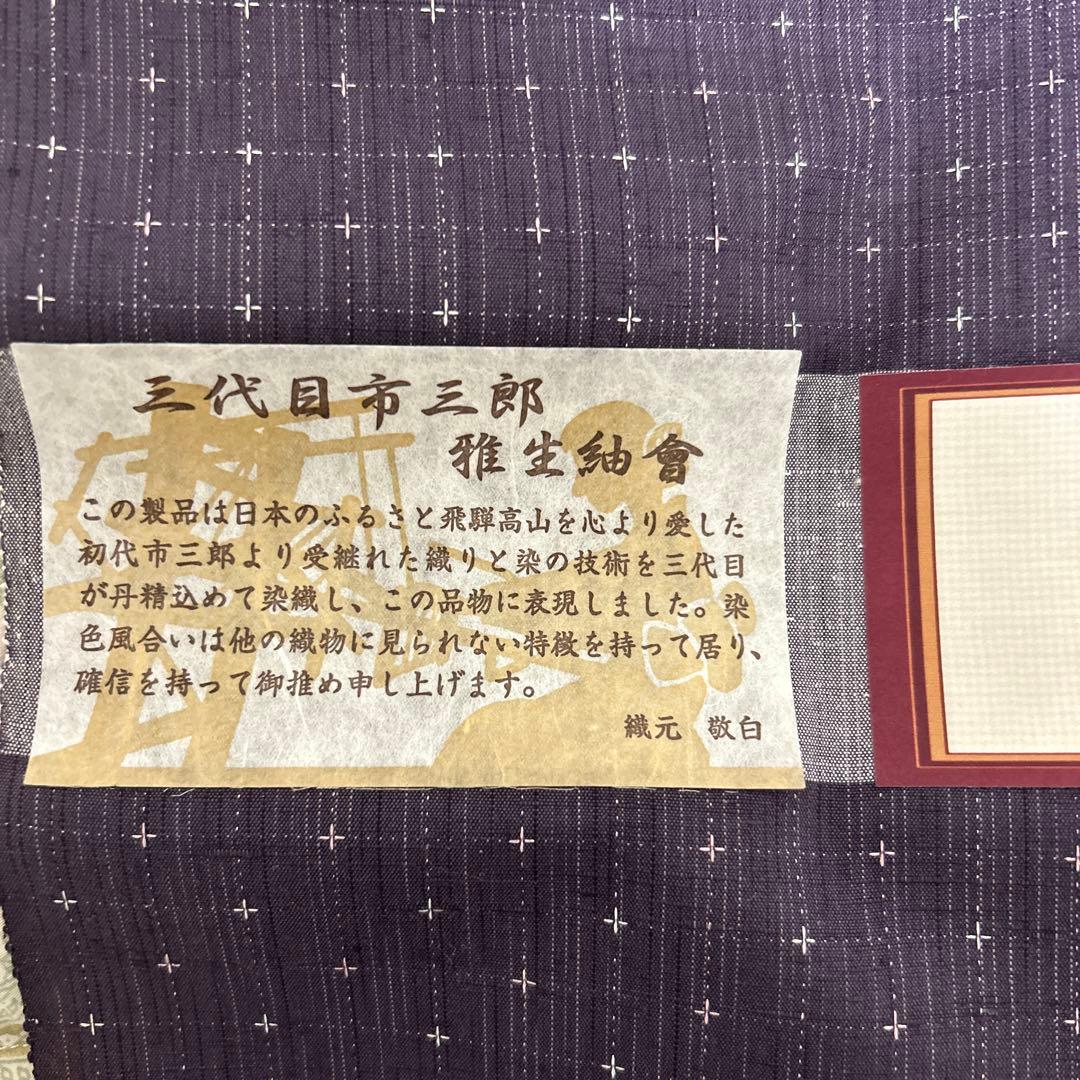 三代目市三郎
雅生紬會
この製品は日本のふるさと飛騨高山を心より愛した
初代市三郎より受継れた織りと染の技術を三代目
が丹精込めて染織し、この品物に表現しました。染
色風合いは他の織物に見られない特徴を持って居り、
確信を持って御推め申し上げます。
織元 敬白